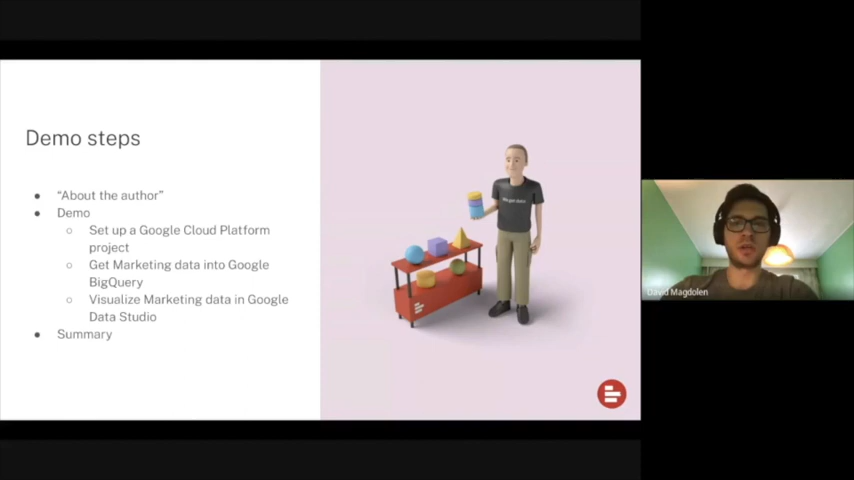 Demo steps
● “About the author”
● Demo
○ Set up a Google Cloud Platform
project
○ Get Marketing data into Google
BigQuery
○ Visualize Marketing data in Google
Data Studio
● Summary
David Magdolen